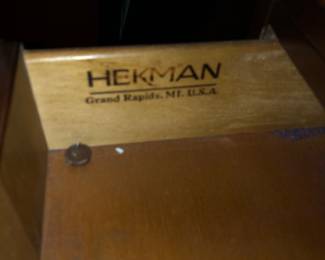 HEKMAN
Grand Rapids, MI. U.S.A